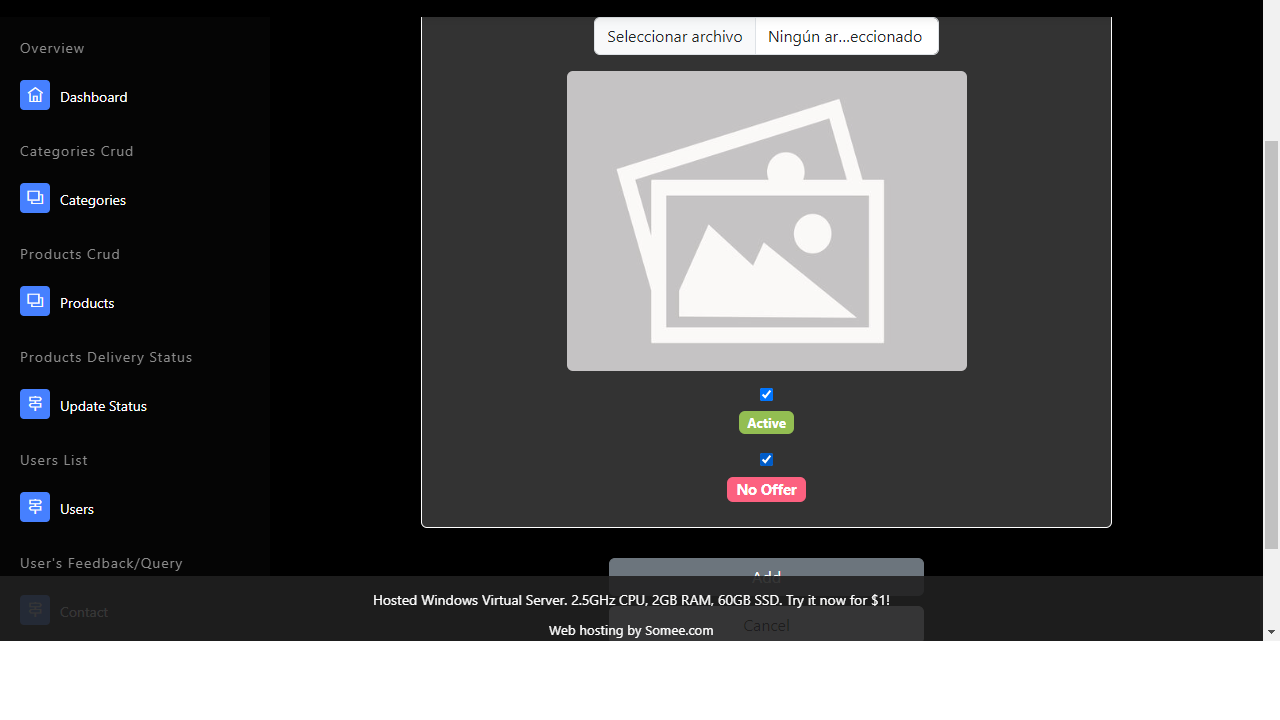 Overview
Dashboard
Categories Crud
Categories
Products Crud
Products
Products Delivery Status
Update Status
Users List
Users
User's Feedback/Query
Contact
Seleccionar archivo
Ningún ar...eccionado
Active
No Offer
Add
Cancel
Hosted Windows Virtual Server. 2.5GHz CPU, 2GB RAM, 60GB SSD. Try it now for $1!
Web hosting by Somee.com